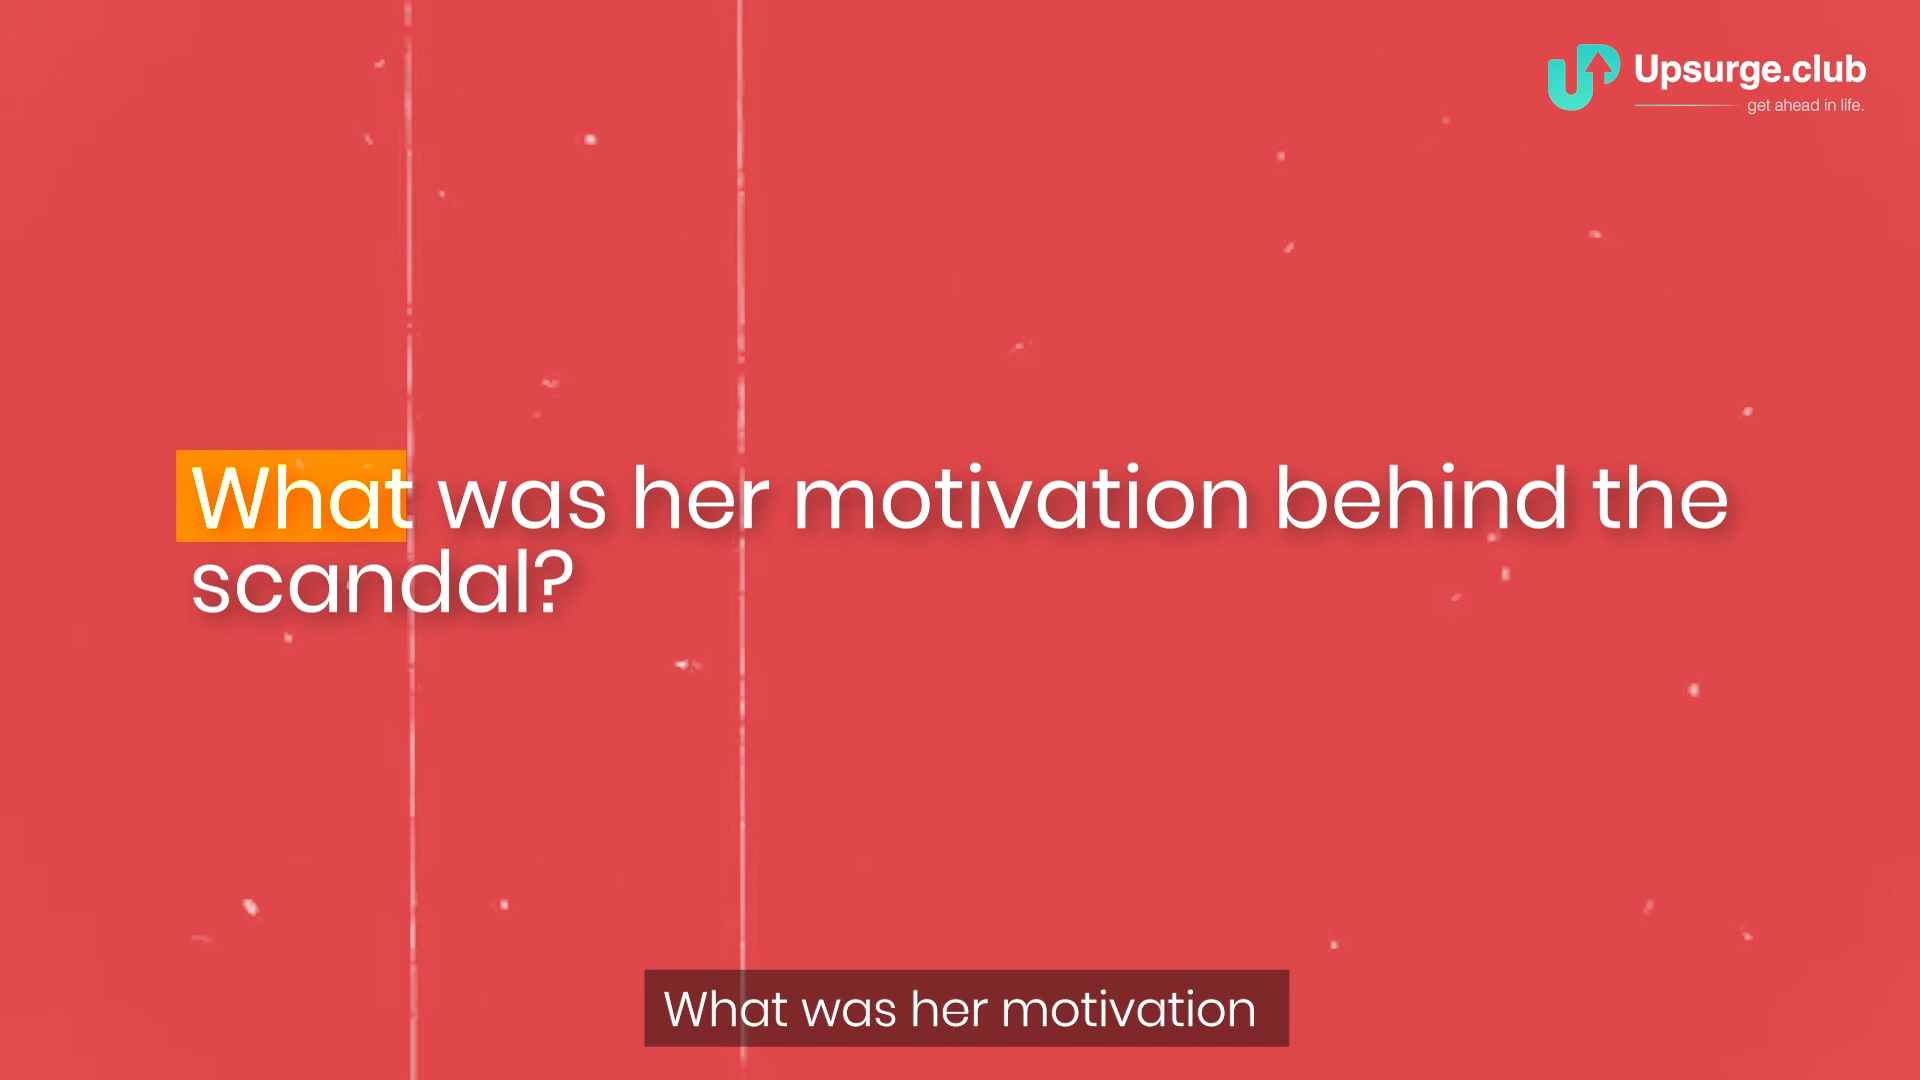 Upsurge.club
get ahead in life.
What was her motivation behind the
scandal?
What was her motivation